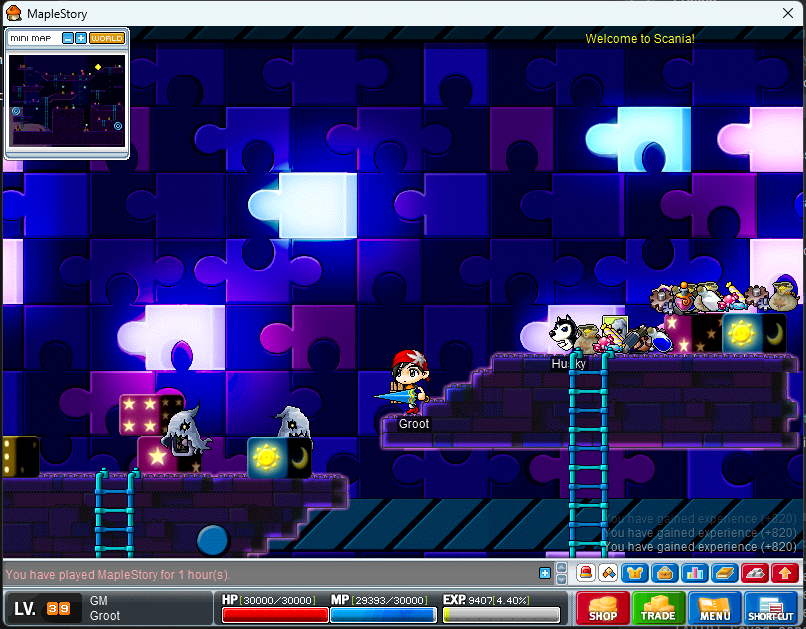 MapleStory
MINI MAP
WORLD
Welcome to Scania!
Husky
Groot
You have gained experience (+820)
You have gained experience (+820)
You have gained experience (+820)
You have played MapleStory for 1 hour(s).
LV. 39
GM
Groot
HP [30000/30000]
MP [29393/30000]
EXP. 9407[4.40%]
SHOP
TRADE
MENU
SHORT CUT